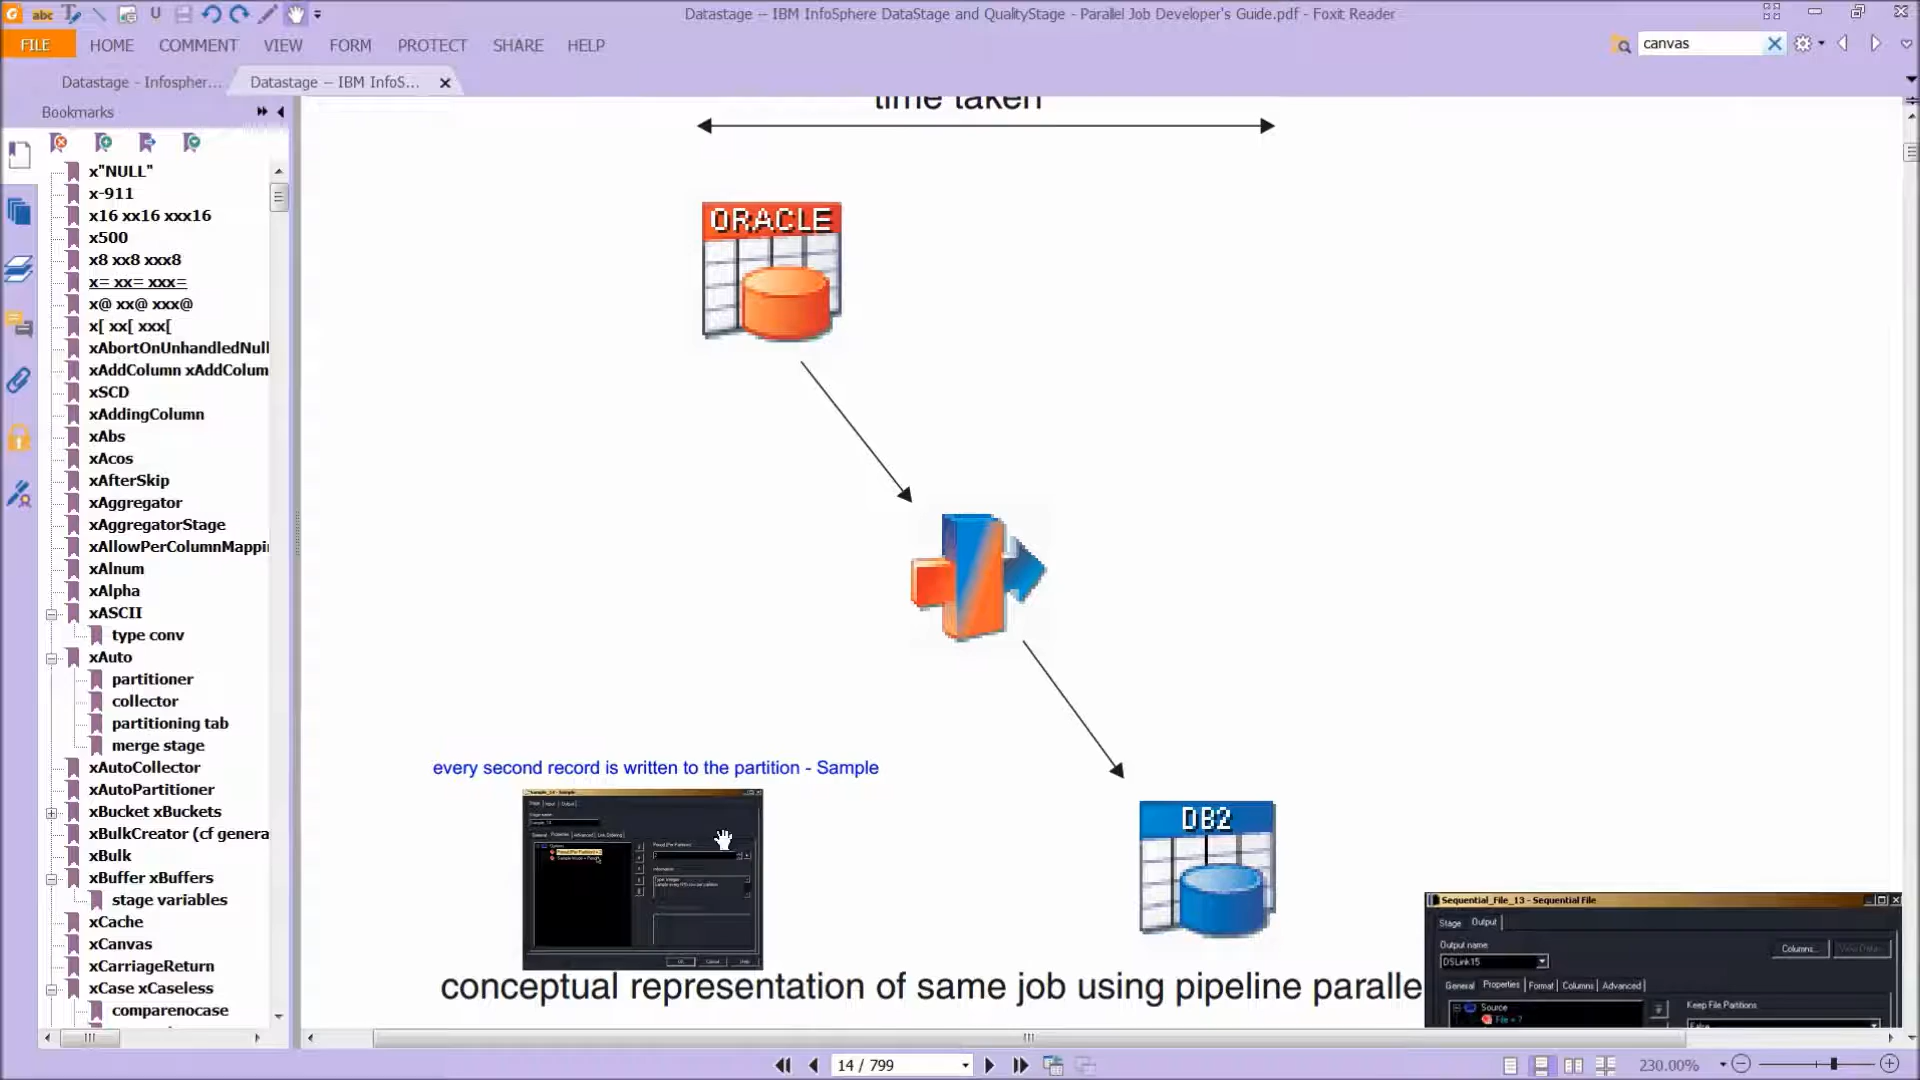 abc
Datastage -- IBM InfoSphere DataStage and QualityStage - Parallel Job Developer's Guide.pdf - Foxit Reader
FILE
HOME
COMMENT
VIEW
FORM
PROTECT
SHARE
HELP
canvas
Datastage - Infospher...
Datastage -- IBM InfoS...
Bookmarks
x"NULL"
x-911
x16 xx16 xxx16
x500
x8 xx8 xxx8
x= xx= xxx=
x@ xx@ xxx@
x[ xx[ xxx[
xAbortOnUnhandledNull
xAddColumn xAddColum
xSCD
xAddingColumn
xAbs
xAcos
xAfterSkip
xAggregator
xAggregatorStage
xAllowPerColumnMappi
xAlnum
xAlpha
xASCII
type conv
xAuto
partitioner
collector
partitioning tab
merge stage
xAutoCollector
xAutoPartitioner
xBucket xBuckets
xBulkCreator (cf genera
xBulk
xBuffer xBuffers
stage variables
xCache
xCanvas
xCarriageReturn
xCase xCaseless
comparenocase
time taken
ORACLE
DB2
every second record is written to the partition - Sample
conceptual representation of same job using pipeline paralle
Sequential_File_13 - Sequential File
Stage Output
Output name
DSLink15
Columns...
General Properties Format Columns Advanced
Source
File = ?
Keep File Partitions
False
14 / 799
230.00%